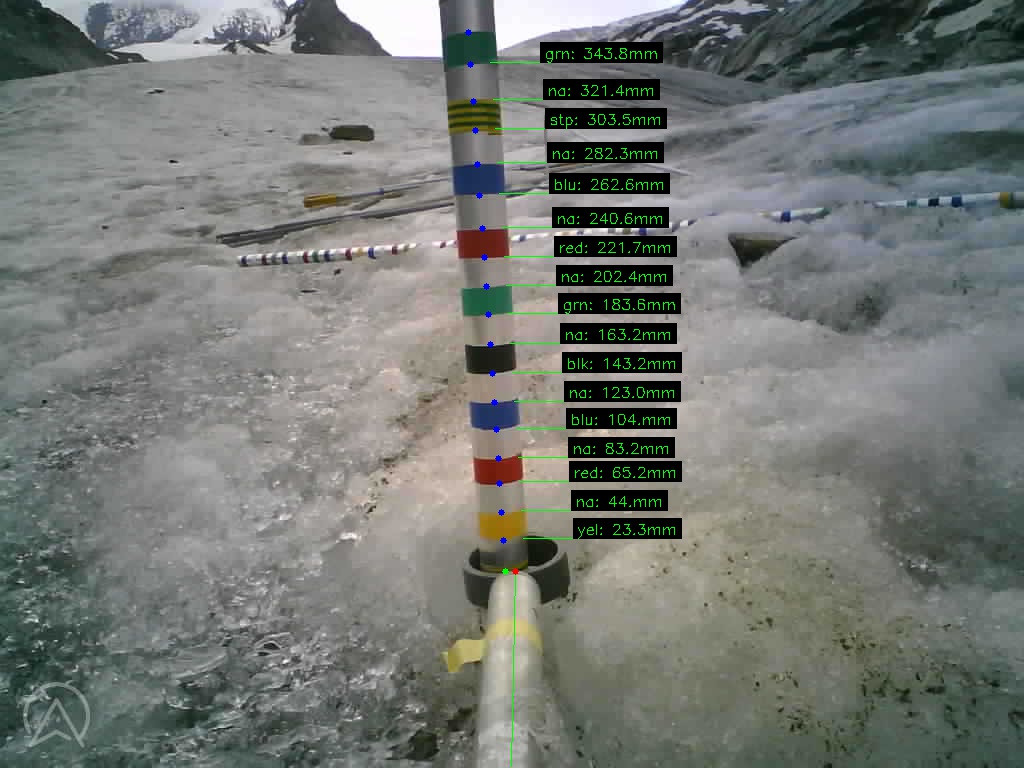 grn: 343.8mm
na: 321.4mm
stp: 303.5mm
na: 282.3mm
blu: 262.6mm
na: 240.6mm
red: 221.7mm
na: 202.4mm
grn: 183.6mm
na: 163.2mm
blk: 143.2mm
na: 123.0mm
blu: 104.mm
na: 83.2mm
red: 65.2mm
na: 44.mm
yel: 23.3mm